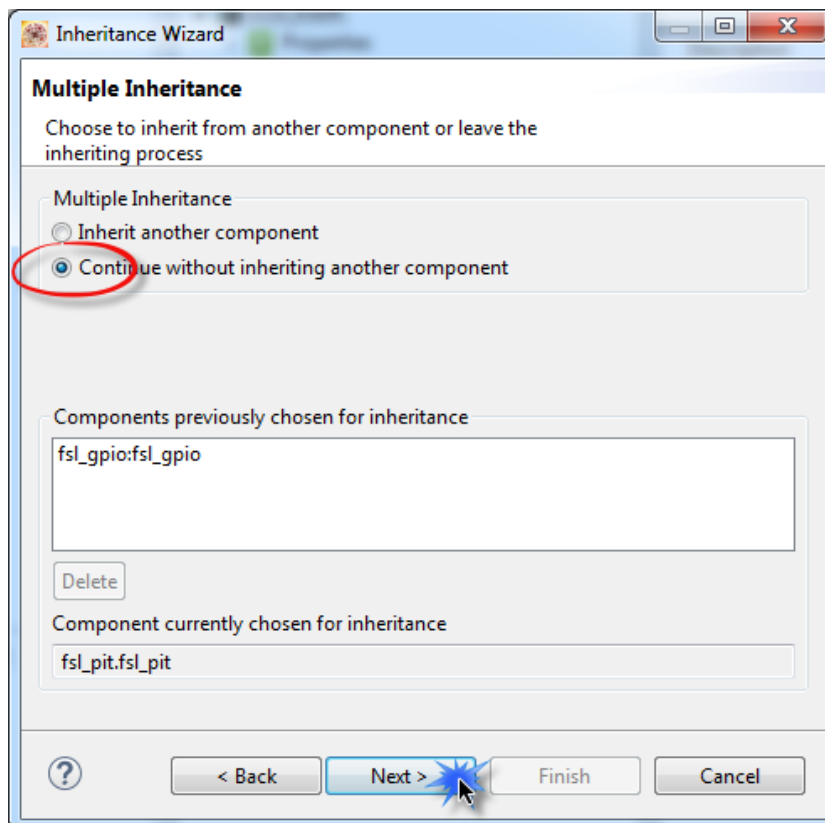 Inheritance Wizard
Multiple Inheritance
Choose to inherit from another component or leave the
inheriting process
Multiple Inheritance
Inherit another component
Continue without inheriting another component
Components previously chosen for inheritance
fsl_gpio:fsl_gpio
Delete
Component currently chosen for inheritance
fsl_pit.fsl_pit
? < Back Next > Finish Cancel